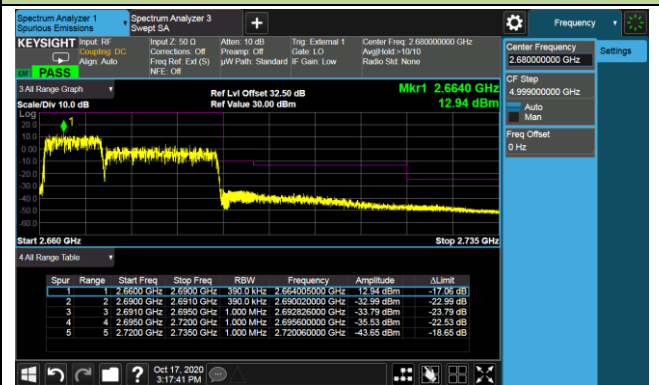 Spectrum Analyzer 1
Spurious Emissions
Spectrum Analyzer 3
Swept SA
Frequency
KEYSIGHT
Input: RF
Coupling: DC
Align: Auto
Input Z: 50 Ω
Corrections: Off
Freq Ref: Ext (S)
NFE: Off
Atten: 10 dB
Preamp: Off
µW Path: Standard
Trig: External 1
Gate: LO
IF Gain: Low
Center Freq: 2.680000000 GHz
Avg|Hold:>10/10
Radio Std: None
PASS
Center Frequency
2.680000000 GHz
Settings
CF Step
4.999000000 GHz
Auto
Man
Freq Offset
0 Hz
3 All Range Graph
Scale/Div 10.0 dB
Ref Lvl Offset 32.50 dB
Ref Value 30.00 dBm
Mkr1 2.6640 GHz
12.94 dBm
Log
1
20.0
10.0
0.00
-10.0
-20.0
-30.0
-40.0
-50.0
-60.0
Start 2.660 GHz
Stop 2.735 GHz
4 All Range Table
Spur Range Start Freq Stop Freq RBW Frequency Amplitude ΔLimit
1 1 2.6600 GHz 2.6900 GHz 390.0 kHz 2.664005000 GHz 12.94 dBm -17.06 dB
2 2 2.6900 GHz 2.6910 GHz 390.0 kHz 2.690020000 GHz -32.99 dBm -22.99 dB
3 3 2.6910 GHz 2.6950 GHz 1.000 MHz 2.692826000 GHz -33.79 dBm -23.79 dB
4 4 2.6950 GHz 2.7200 GHz 1.000 MHz 2.695600000 GHz -35.53 dBm -22.53 dB
5 5 2.7200 GHz 2.7350 GHz 1.000 MHz 2.720060000 GHz -43.65 dBm -18.65 dB
Oct 17, 2020
3:17:41 PM